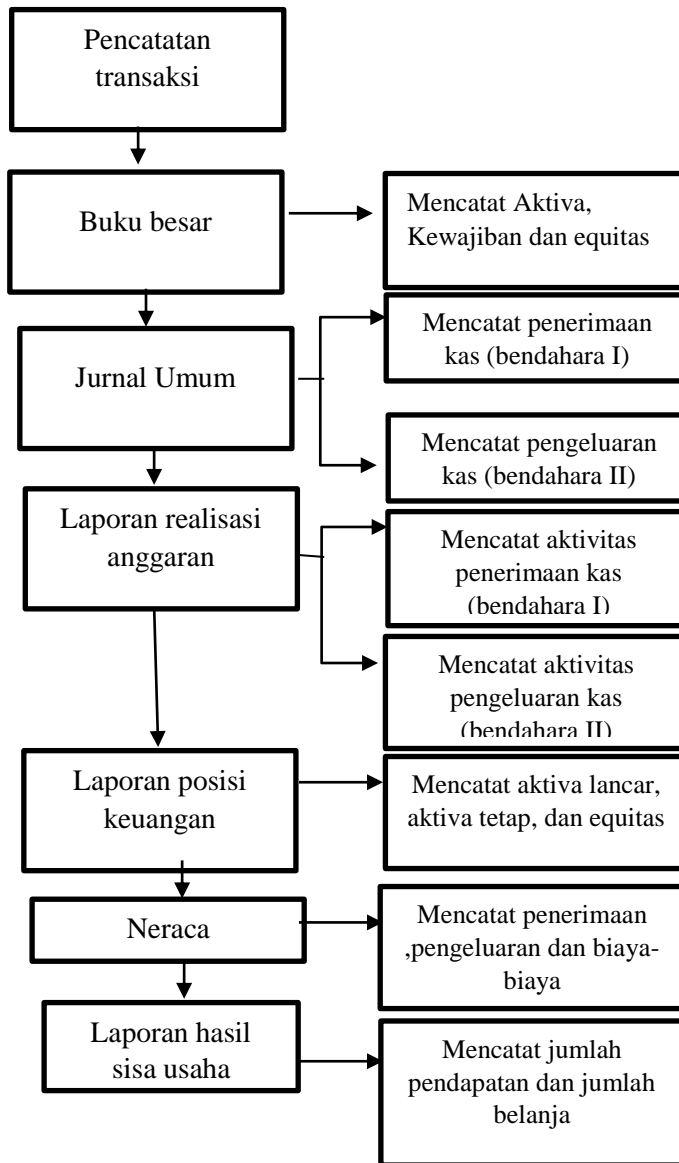 Pencatatan
transaksi
Buku besar
Mencatat Aktiva,
Kewajiban dan equitas
Jurnal Umum
Mencatat penerimaan
kas (bendahara I)
Mencatat pengeluaran
kas (bendahara II)
Laporan realisasi
anggaran
Mencatat aktivitas
penerimaan kas
(bendahara I)
Mencatat aktivitas
pengeluaran kas
(bendahara II)
Laporan posisi
keuangan
Mencatat aktiva lancar,
aktiva tetap, dan equitas
Neraca
Mencatat penerimaan
,pengeluaran dan biaya-
biaya
Laporan hasil
sisa usaha
Mencatat jumlah
pendapatan dan jumlah
belanja